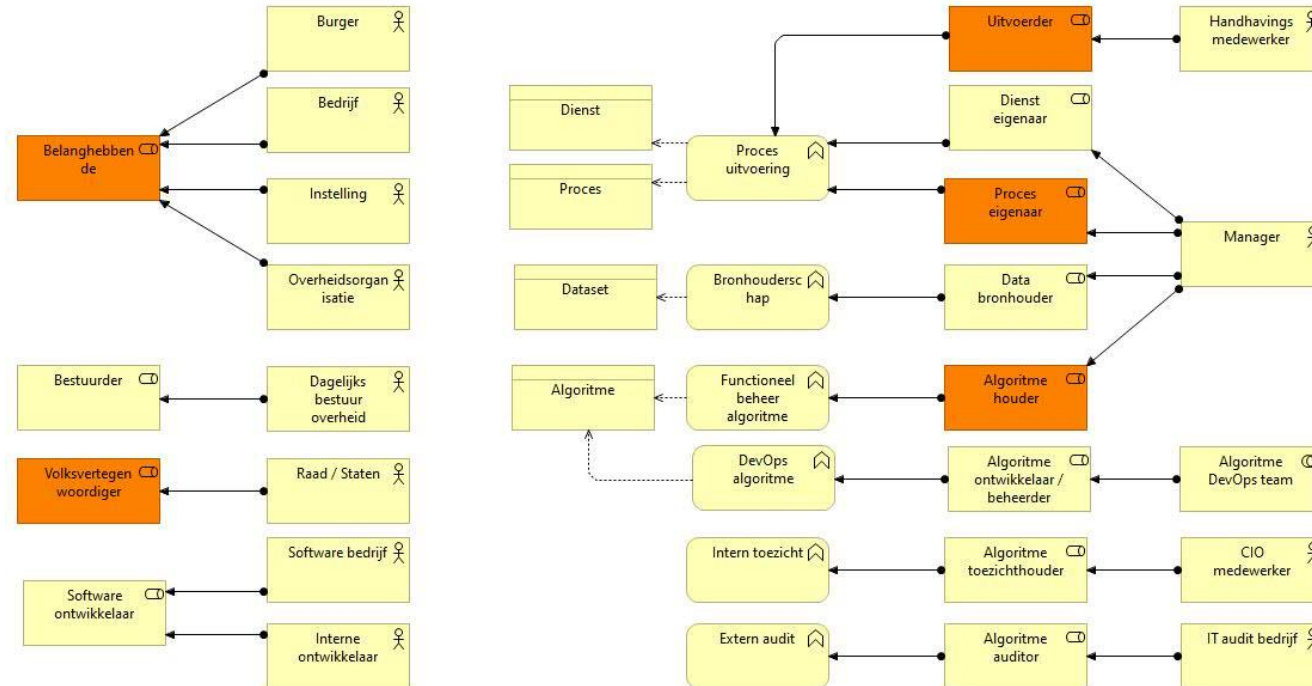 Burger
Bedrijf
Belanghebben
de
Instelling
Overheidsorgan
isatie
Bestuurder
Dagelijks
bestuur
overheid
Volksvertegen
woordiger
Raad / Staten
Software bedrijf
Software
ontwikkelaar
Interne
ontwikkelaar
Uitvoerder
Handhavings
medewerker
Dienst
Dienst
eigenaar
Proces
uitvoering
Proces
Proces
eigenaar
Manager
Dataset
Bronhoudersc
hap
Data
bronhouder
Algoritme
Functioneel
beheer
algoritme
Algoritme
houder
DevOps
algoritme
Algoritme
ontwikkelaar /
beheerder
Algoritme
DevOps team
Intern toezicht
Algoritme
toezichthouder
CIO
medewerker
Extern audit
Algoritme
auditor
IT audit bedrijf